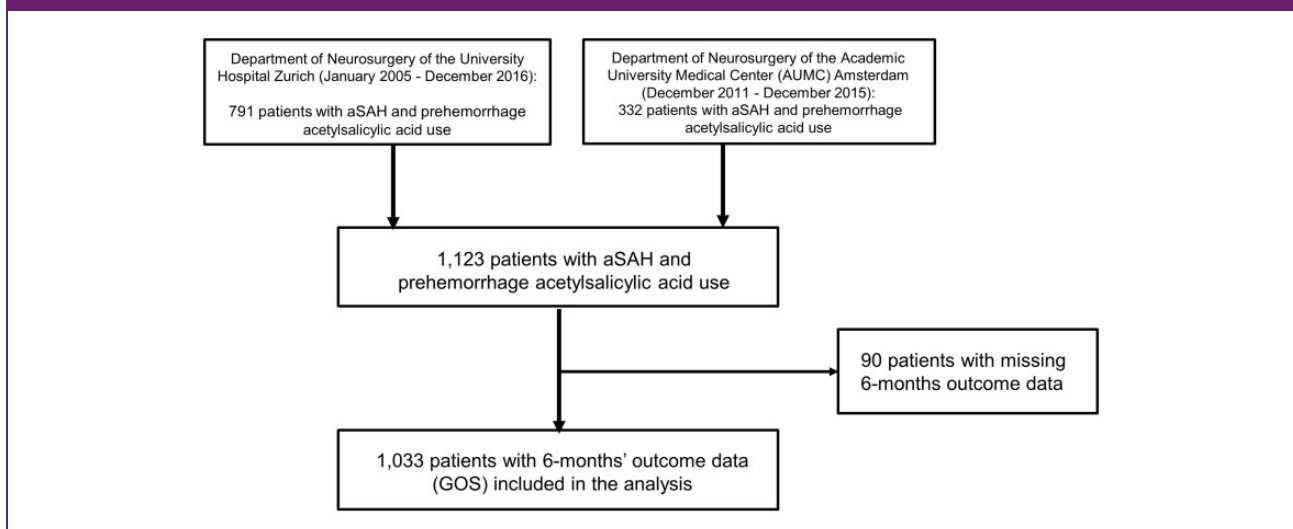 Department of Neurosurgery of the University
Hospital Zurich (January 2005 - December 2016):
791 patients with aSAH and prehemorrhage
acetylsalicylic acid use
Department of Neurosurgery of the Academic
University Medical Center (AUMC) Amsterdam
(December 2011 - December 2015):
332 patients with aSAH and prehemorrhage
acetylsalicylic acid use
1,123 patients with aSAH and
prehemorrhage acetylsalicylic acid use
90 patients with missing
6-months outcome data
1,033 patients with 6-months' outcome data
(GOS) included in the analysis